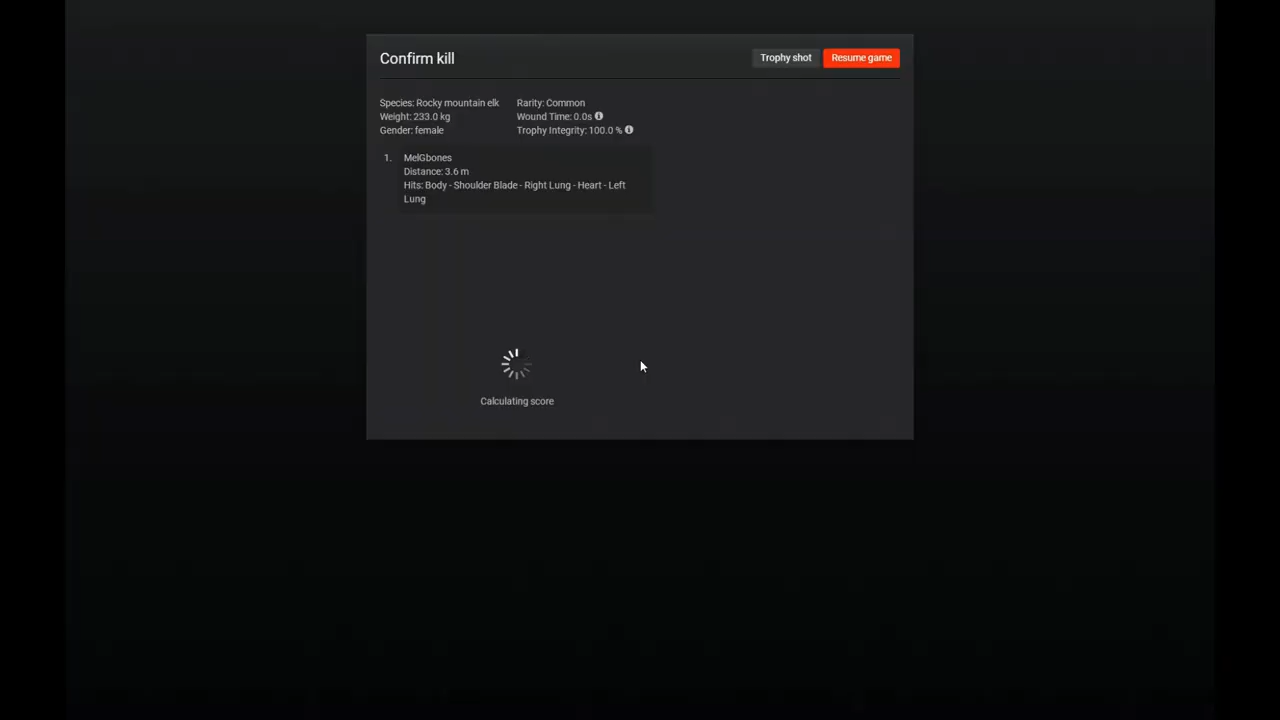 Confirm kill
Trophy shot
Resume game
Species: Rocky mountain elk
Rarity: Common
Weight: 233.0 kg
Wound Time: 0.0s
Gender: female
Trophy Integrity: 100.0 %
1. MelGbones
Distance: 3.6 m
Hits: Body - Shoulder Blade - Right Lung - Heart - Left
Lung
Calculating score